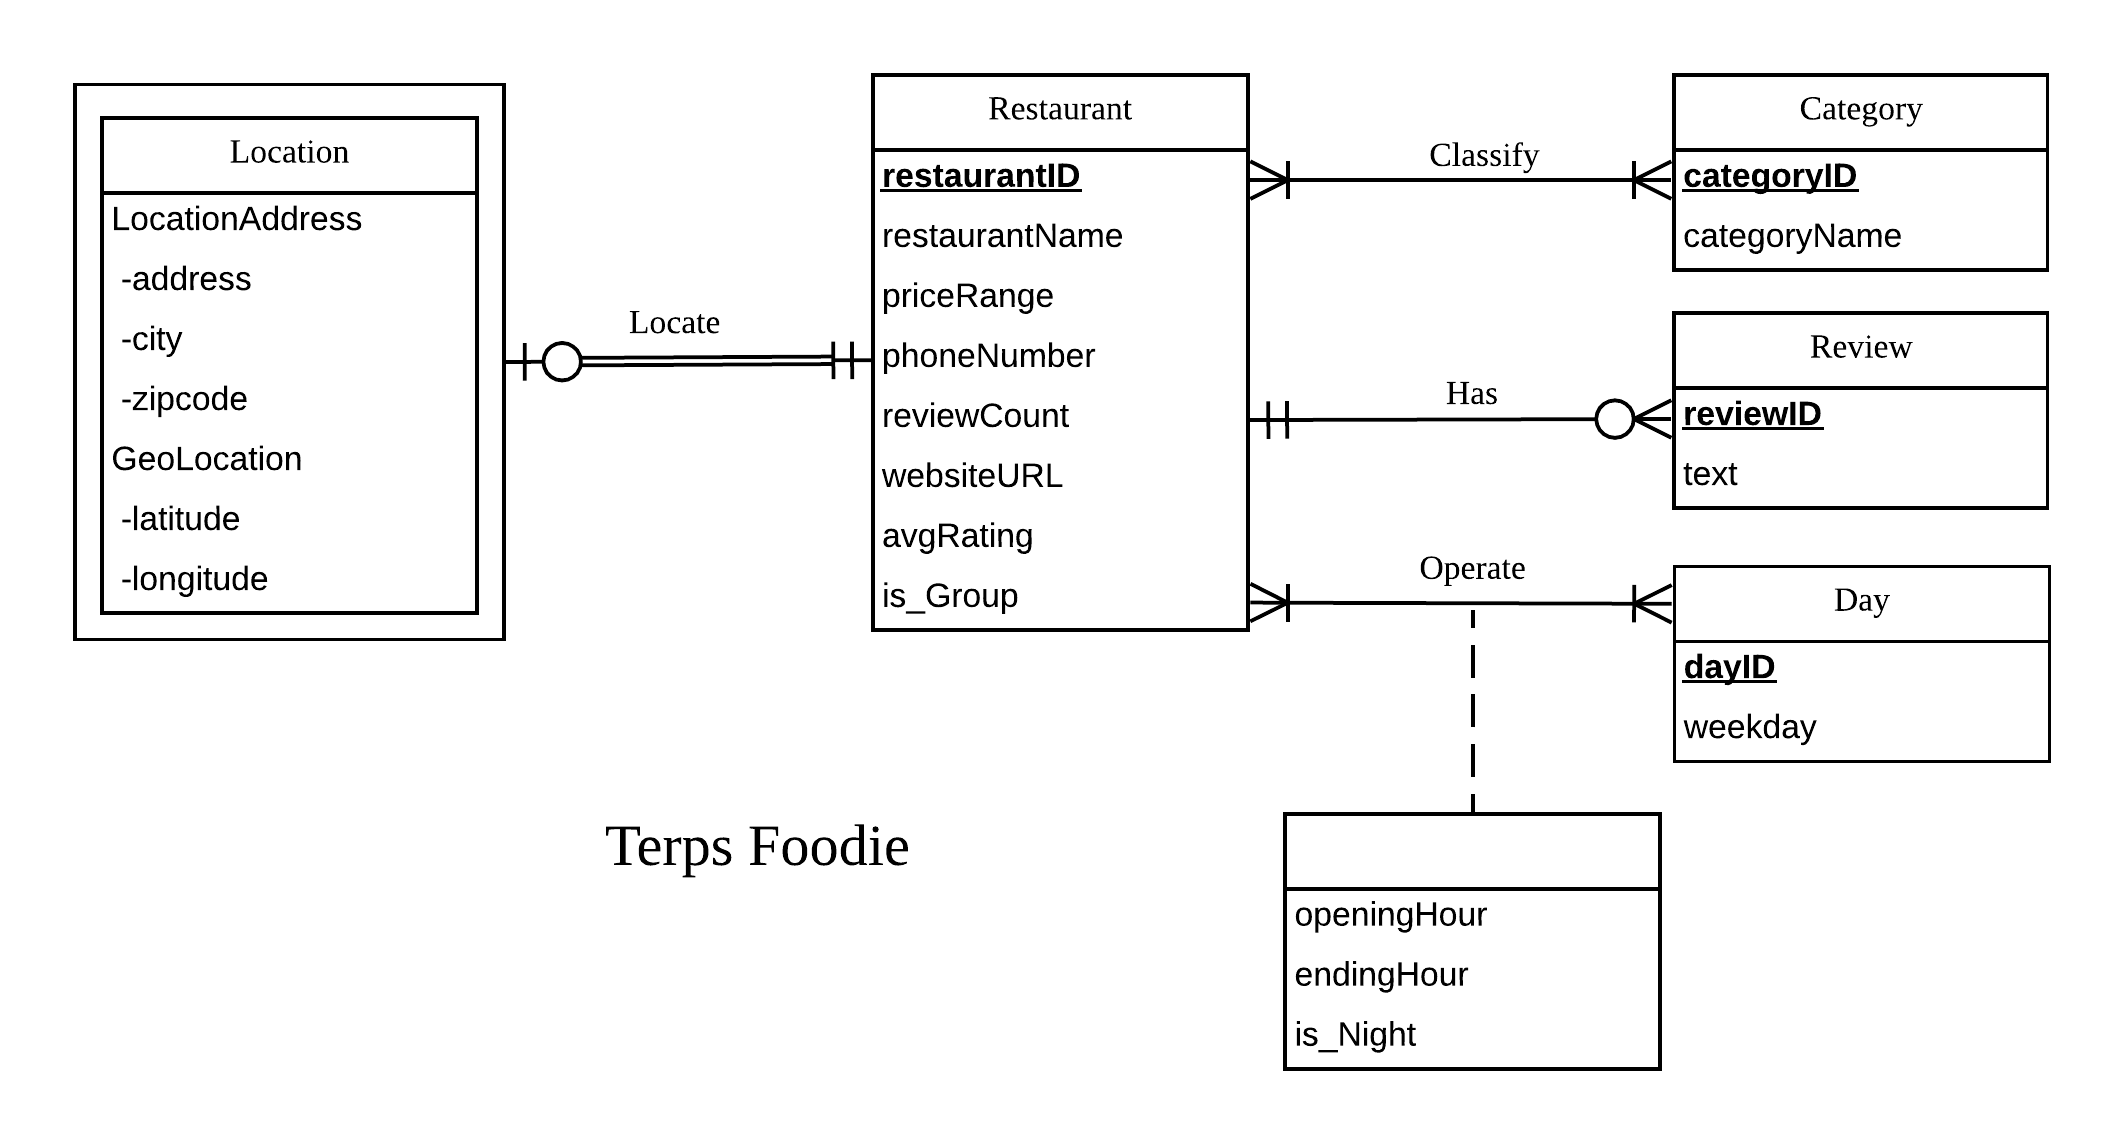 Location
LocationAddress
-address
-city
-zipcode
GeoLocation
-latitude
-longitude
Locate
Restaurant
restaurantID
restaurantName
priceRange
phoneNumber
reviewCount
websiteURL
avgRating
is_Group
Classify
Category
categoryID
categoryName
Has
Review
reviewID
text
Operate
Day
dayID
weekday
Terps Foodie
openingHour
endingHour
is_Night